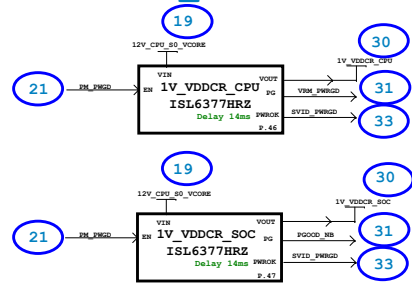 19
12V_CPU_S0_VCORE
30
1V_VDDCR_CPU
VIN
VOUT
21
PM_PWGD
EN
1V_VDDCR_CPU
PG
VRM_PWRGD
31
ISL6377HRZ
Delay 14ms
PWROK
SVID_PWRGD
33
P.46
19
12V_CPU_S0_VCORE
30
1V_VDDCR_SOC
VIN
VOUT
21
PM_PWGD
EN
1V_VDDCR_SOC
PG
PGOOD_NB
31
ISL6377HRZ
Delay 14ms
PWROK
SVID_PWRGD
33
P.47